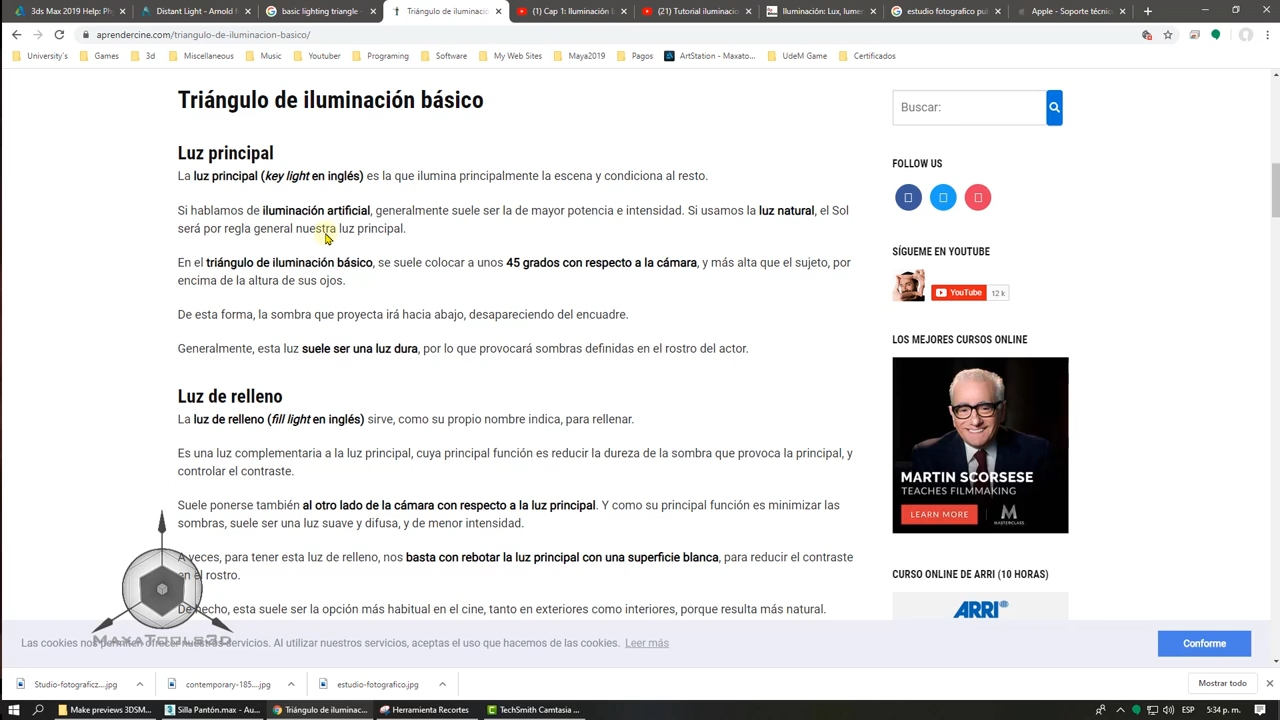 3ds Max 2019 Help: Ph
Distant Light - Arnold f
basic lighting triangle
Triángulo de iluminació
(1) Cap 1: Iluminación b
(21) Tutorial iluminació
Iluminación: Luz, lumer
estudio fotografico pul
Apple - Soporte técnic
aprendercine.com/triangulo-de-iluminacion-basico/
University's
Games
3d
Miscellaneous
Music
Youtuber
Programing
Software
My Web Sites
Maya2019
Pagos
ArtStation - Maxato...
UdeM Game
Certificados
Triángulo de iluminación básico
Luz principal
La luz principal (key light en inglés) es la que ilumina principalmente la escena y condiciona al resto.
Si hablamos de iluminación artificial, generalmente suele ser la de mayor potencia e intensidad. Si usamos la luz natural, el Sol
será por regla general nuestra luz principal.
En el triángulo de iluminación básico, se suele colocar a unos 45 grados con respecto a la cámara, y más alta que el sujeto, por
encima de la altura de sus ojos.
De esta forma, la sombra que proyecta irá hacia abajo, desapareciendo del encuadre.
Generalmente, esta luz suele ser una luz dura, por lo que provocará sombras definidas en el rostro del actor.
Luz de relleno
La luz de relleno (fill light en inglés) sirve, como su propio nombre indica, para rellenar.
Es una luz complementaria a la luz principal, cuya principal función es reducir la dureza de la sombra que provoca la principal, y
controlar el contraste.
Suele ponerse también al otro lado de la cámara con respecto a la luz principal. Y como su principal función es minimizar las
sombras, suele ser una luz suave y difusa, y de menor intensidad.
A veces, para tener esta luz de relleno, nos basta con rebotar la luz principal con una superficie blanca, para reducir el contraste
en el rostro.
De hecho, esta suele ser la opción más habitual en el cine, tanto en exteriores como interiores, porque resulta más natural.
Buscar:
FOLLOW US
SÍGUEME EN YOUTUBE
YouTube
12 k
LOS MEJORES CURSOS ONLINE
MARTIN SCORSESE
TEACHES FILMMAKING
LEARN MORE
MASTERCLASS
CURSO ONLINE DE ARRI (10 HORAS)
ARRI
MaxaTools3D
Las cookies nos permiten ofrecer nuestros servicios. Al utilizar nuestros servicios, aceptas el uso que hacemos de las cookies. Leer más
Conforme
Studio-fotograficz....jpg
contemporary-185....jpg
estudio-fotografico.jpg
Mostrar todo
Make previews 3DSM...
Silla Pantón.max - Au...
Triángulo de iluminac...
Herramienta Recortes
TechSmith Camtasia ...
ESP
5:34 p. m.